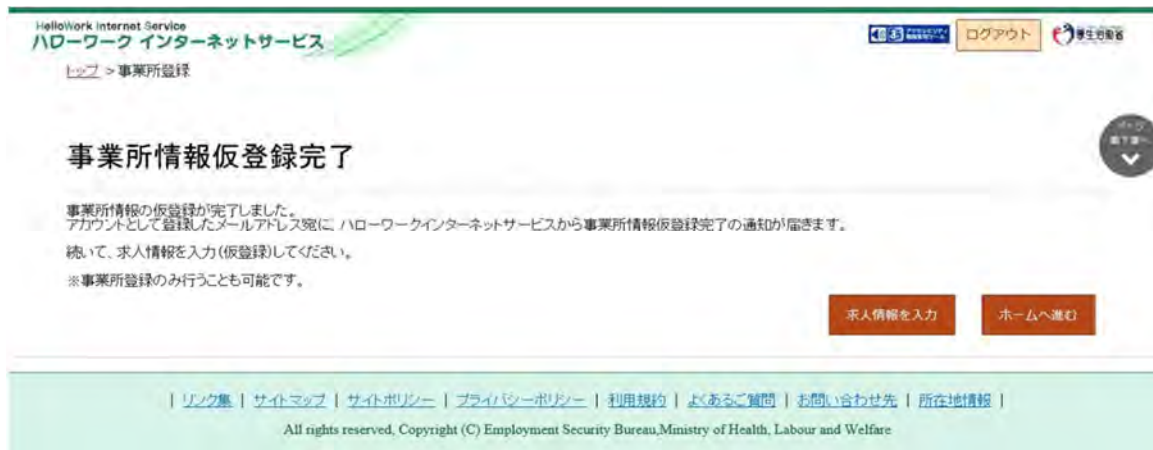 HelloWork Internet Service
ハローワーク インターネットサービス
ログアウト
厚生労働省
トップ > 事業所登録
事業所情報仮登録完了
事業所情報の仮登録が完了しました。
アカウントとして登録したメールアドレス宛に、ハローワークインターネットサービスから事業所情報仮登録完了の通知が届きます。
続いて、求人情報を入力(仮登録)してください。
※事業所登録のみ行うことも可能です。
求人情報を入力 ホームへ進む
| リンク集 | サイトマップ | サイトポリシー | プライバシーポリシー | 利用規約 | よくあるご質問 | お問い合わせ先 | 所在地情報 |
All rights reserved, Copyright (C) Employment Security Bureau,Ministry of Health, Labour and Welfare